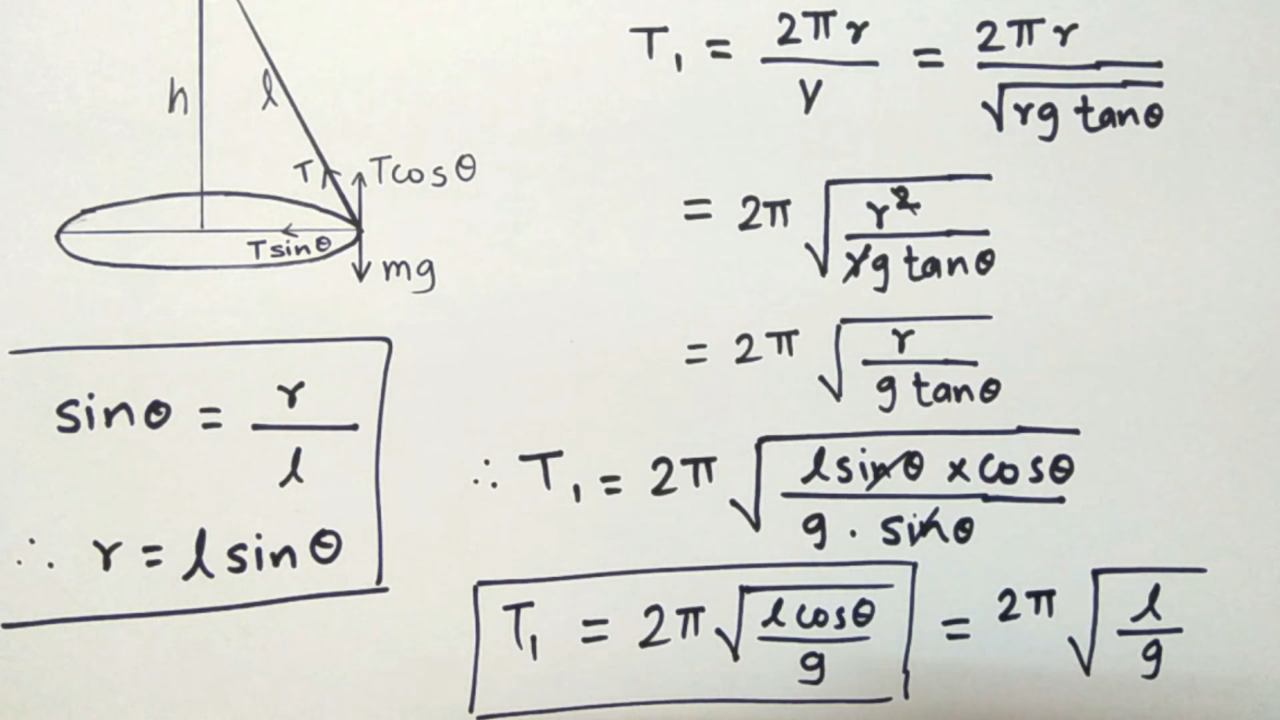 h
l
T
Tcosθ
Tsinθ
mg
sinθ = r/l
∴ r = l sinθ
T₁ = 2πr/v = 2πr/√(rg tanθ)
= 2π √(r²/rg tanθ)
= 2π √(r/g tanθ)
∴ T₁ = 2π √(l sinθ × cosθ/g · sinθ)
T₁ = 2π √(l cosθ/g) = 2π √(l/g)